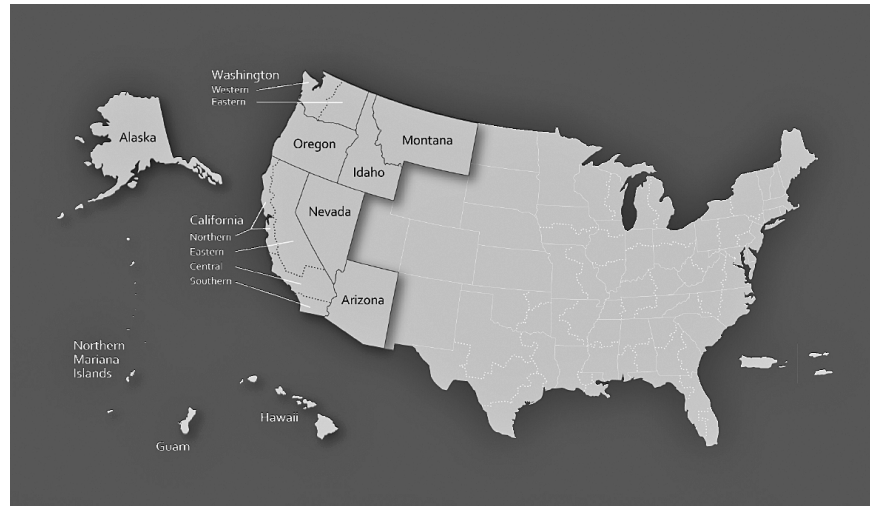 Washington
Western
Eastern
Alaska
Oregon
Montana
Idaho
California
Northern
Eastern
Central
Southern
Nevada
Arizona
Northern
Mariana
Islands
Hawaii
Guam